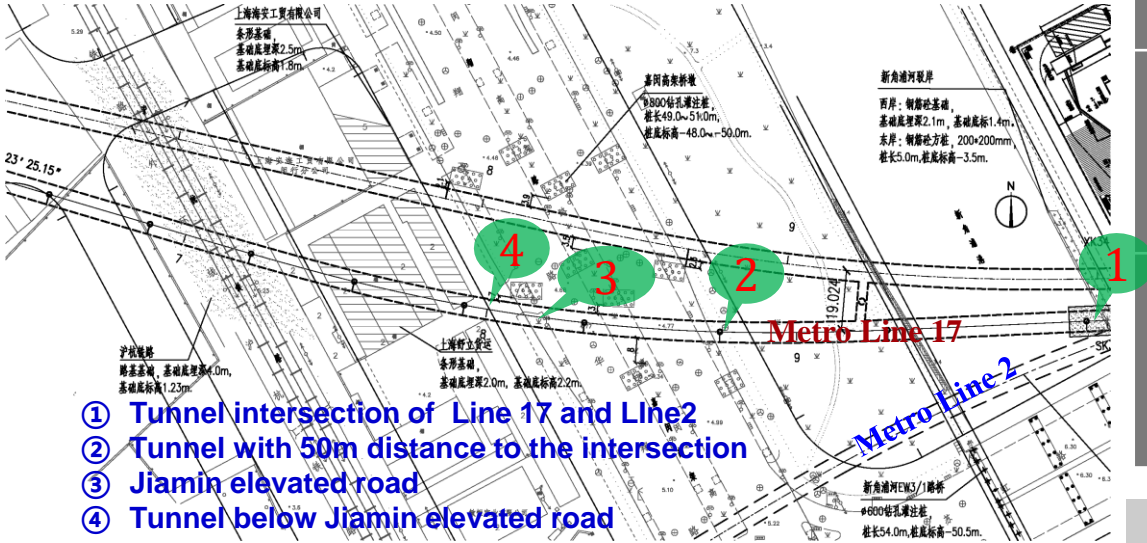 上海海安工贸有限公司
条形基础,
基础底埋深2.5m,
基础底标高1.8m.
嘉闵高架桥墩
φ800钻孔灌注桩,
桩长49.0~51.0m,
桩底标高-48.0~-50.0m.
新角浦河驳岸
西岸: 钢筋砼基础,
基础底埋深2.1m, 基础底标1.4m.
东岸: 钢筋砼方桩, 200*200mm,
桩长5.0m,桩底标高-3.5m.
N
23' 25.15"
8
3.9
9
4
3
2
1
7
7
8
9
19.024
Metro Line 17
SK
Metro Line 2
沪杭铁路
路基基础, 基础底埋深4.0m,
基础底标高1.23m.
条形基础,
基础底埋深2.0m, 基础底标高2.2m.
① Tunnel intersection of Line 17 and LIne2
② Tunnel with 50m distance to the intersection
③ Jiamin elevated road
④ Tunnel below Jiamin elevated road
新角浦河EW3/1路桥
φ600钻孔灌注桩,
桩长54.0m,桩底标高-50.5m.